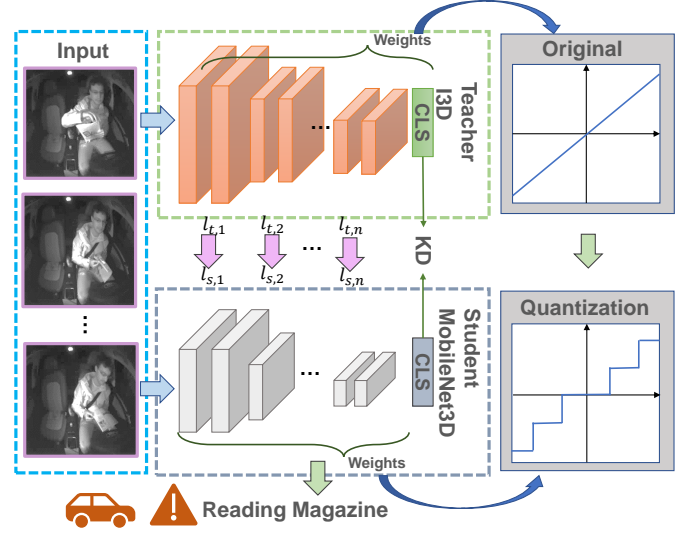 Input
Weights
Teacher
I3D
CLS
...
l_{t,1} l_{t,2} ... l_{t,n}
l_{s,1} l_{s,2} l_{s,n}
KD
Student
MobileNet3D
CLS
...
Weights
Original
Quantization
Reading Magazine